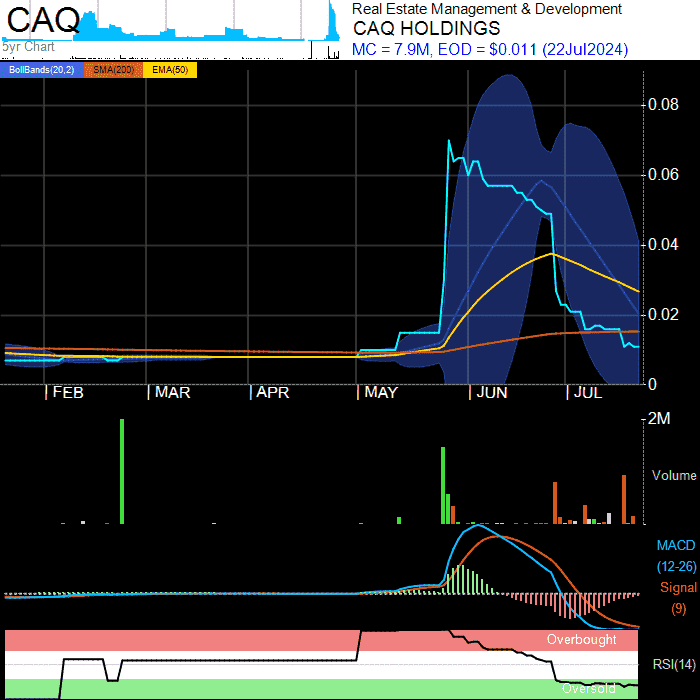 CAQ
Real Estate Management & Development
CAQ HOLDINGS
5yr Chart
MC = 7.9M, EOD = $0.011 (22Jul2024)
BollBands(20,2) SMA(200) EMA(50)
0.08
0.06
0.04
0.02
0
FEB MAR APR MAY JUN JUL
2M
Volume
MACD
(12-26)
Signal
(9)
Overbought
RSI(14)
Oversold